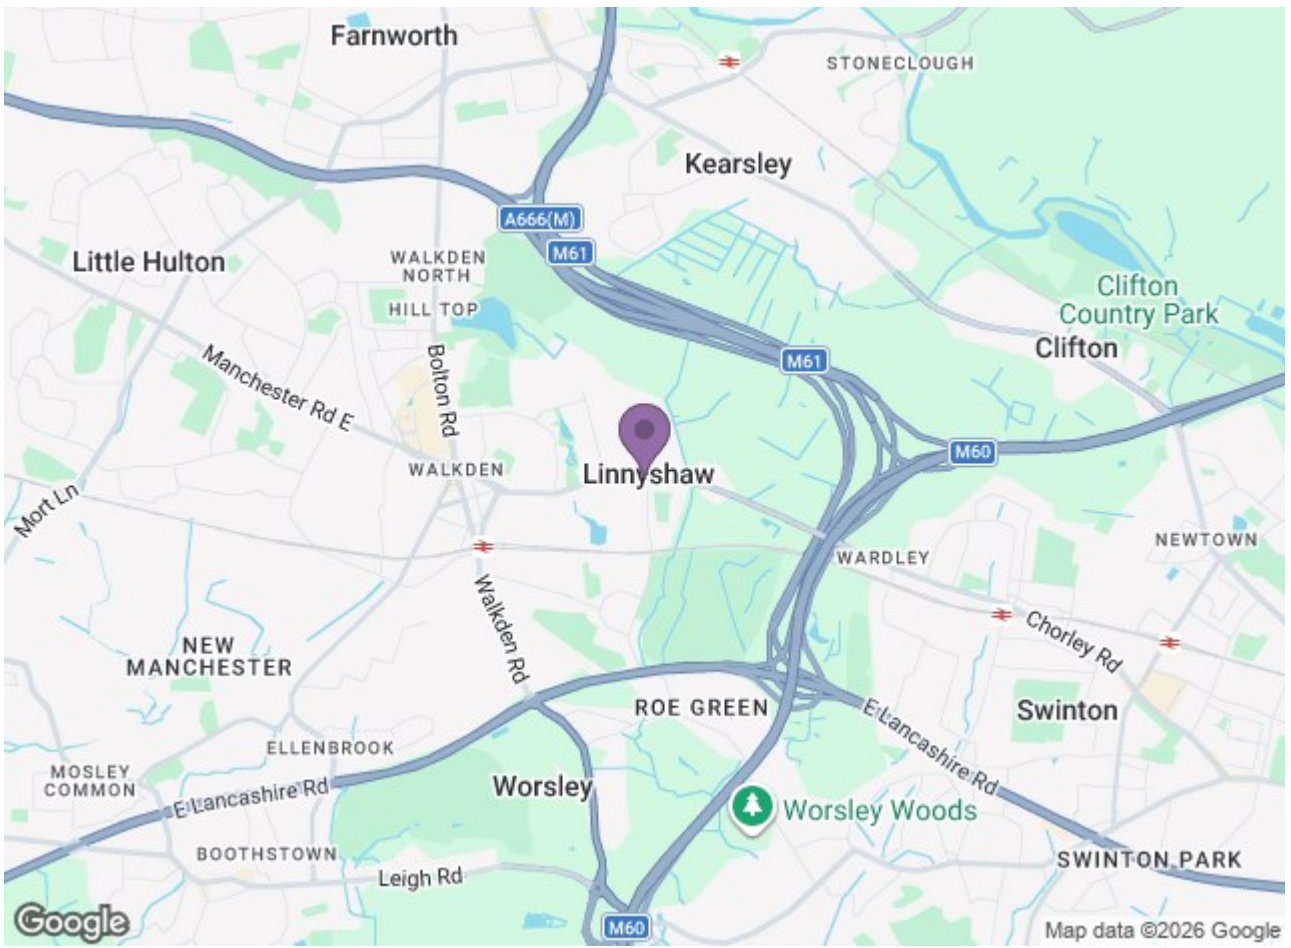 Farnworth
STONECLOUGH
Kearsley
A666(M)
M61
WALKDEN
NORTH
Little Hulton
HILL TOP
Clifton
Country Park
Clifton
M61
Manchester Rd E
Bolton Rd
M60
WALKDEN
Linnyshaw
Mort Ln
NEWTOWN
WARDLEY
Walkden Rd
Chorley Rd
NEW
MANCHESTER
ROE GREEN
Swinton
E Lancashire Rd
ELLENBROOK
MOSLEY
COMMON
E Lancashire Rd
Worsley
Worsley Woods
BOOTHSTOWN
Leigh Rd
SWINTON PARK
M60
Google
Map data ©2026 Google